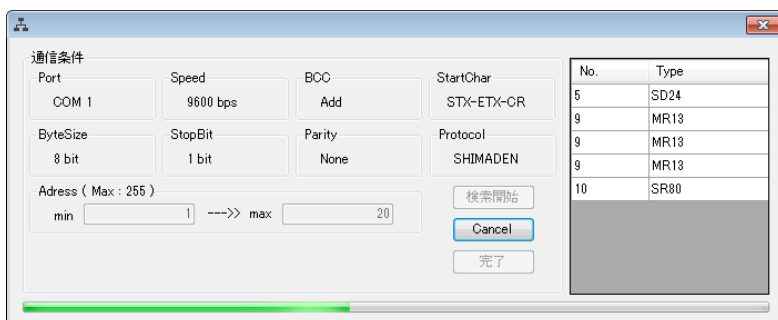 通信条件
Port
COM 1
Speed
9600 bps
BCC
Add
StartChar
STX-ETX-CR
ByteSize
8 bit
StopBit
1 bit
Parity
None
Protocol
SHIMADEN
Adress ( Max : 255 )
min 1 --->> max 20
検索開始
Cancel
完了
No. Type
5 SD24
9 MR13
9 MR13
9 MR13
10 SR80